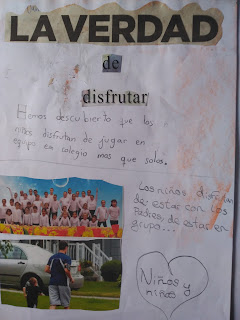 LA VERDAD
de
disfrutar
Hemos descubierto que los
niños disfrutan de jugar en
equipo en colegio mas que solos.
Los niños disfrutan
de estar con los
Padres, de estar en
grupo...
Niños y
niñas